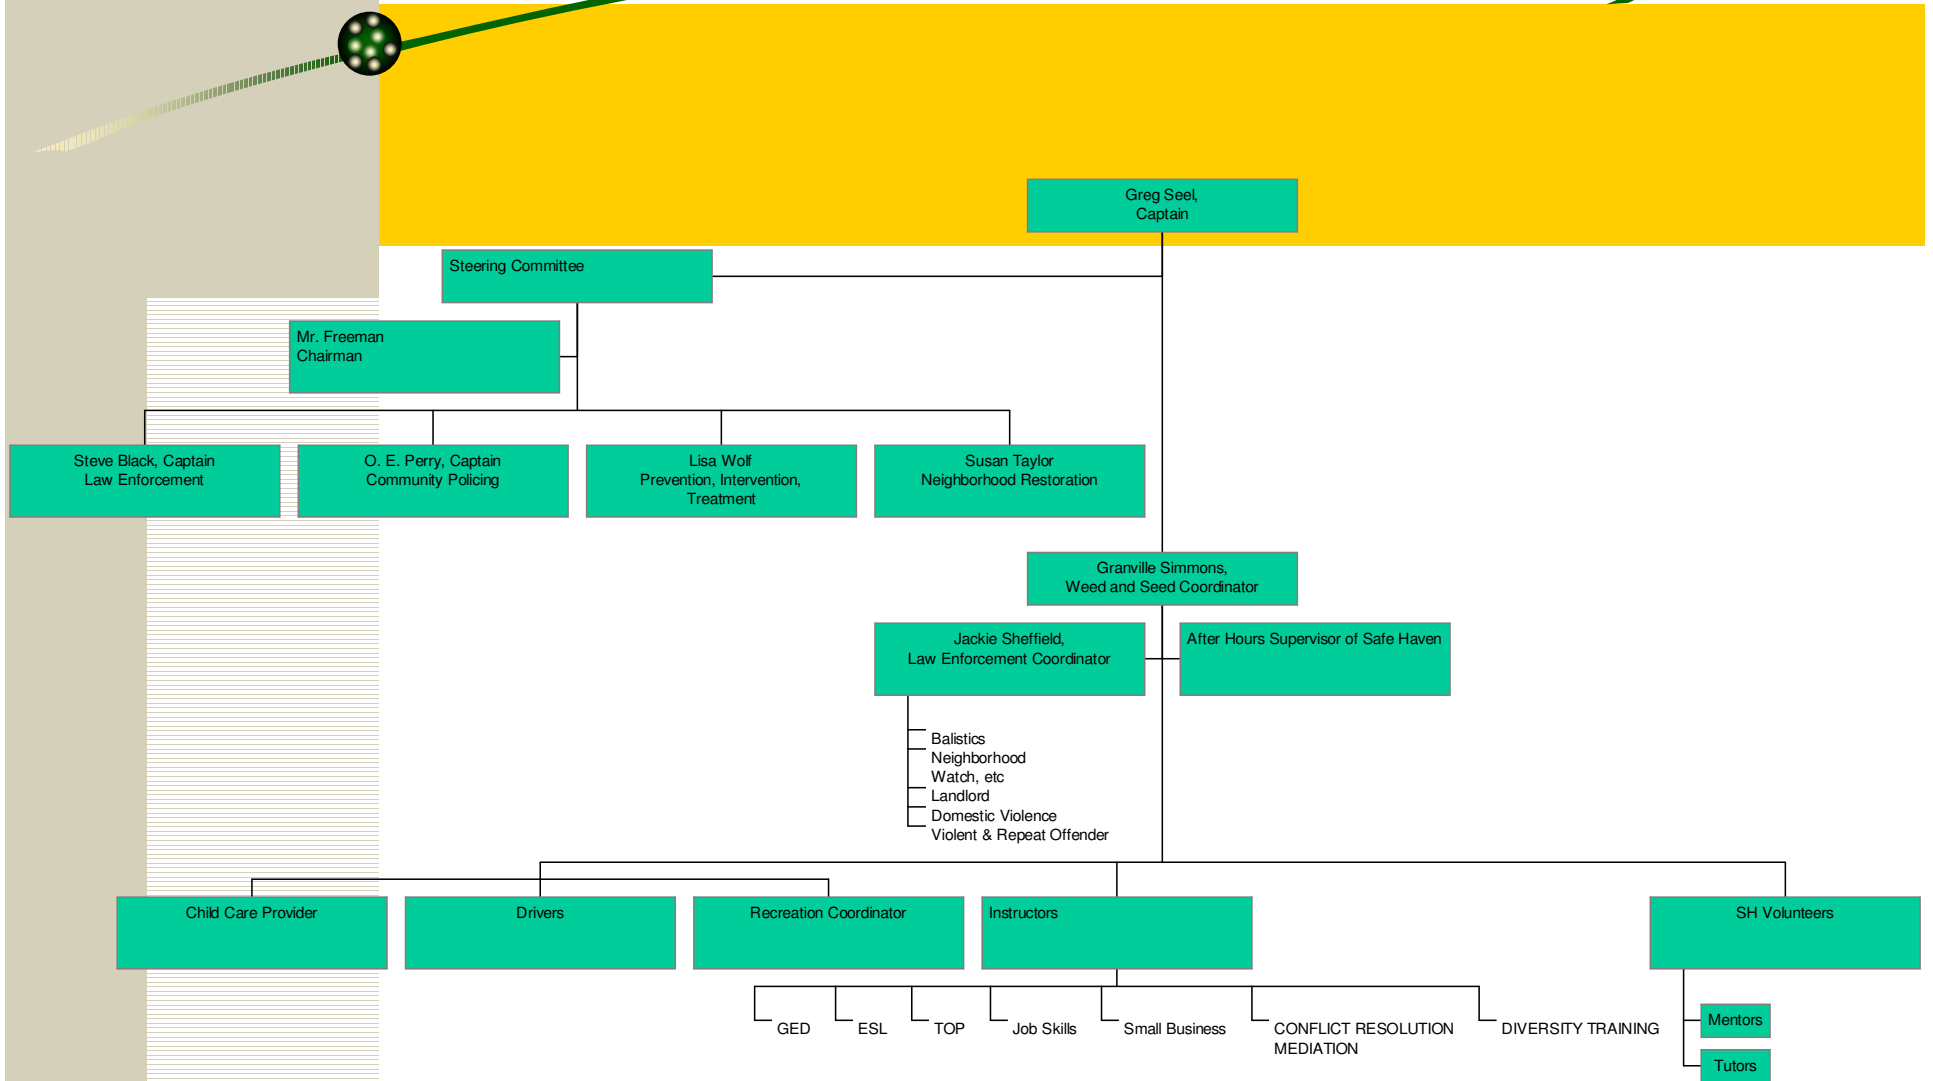 Greg Seel,
Captain
Steering Committee
Mr. Freeman
Chairman
Steve Black, Captain
Law Enforcement
O. E. Perry, Captain
Community Policing
Lisa Wolf
Prevention, Intervention,
Treatment
Susan Taylor
Neighborhood Restoration
Granville Simmons,
Weed and Seed Coordinator
Jackie Sheffield,
Law Enforcement Coordinator
After Hours Supervisor of Safe Haven
Balistics
Neighborhood
Watch, etc
Landlord
Domestic Violence
Violent & Repeat Offender
Child Care Provider
Drivers
Recreation Coordinator
Instructors
SH Volunteers
GED
ESL
TOP
Job Skills
Small Business
CONFLICT RESOLUTION
MEDIATION
DIVERSITY TRAINING
Mentors
Tutors